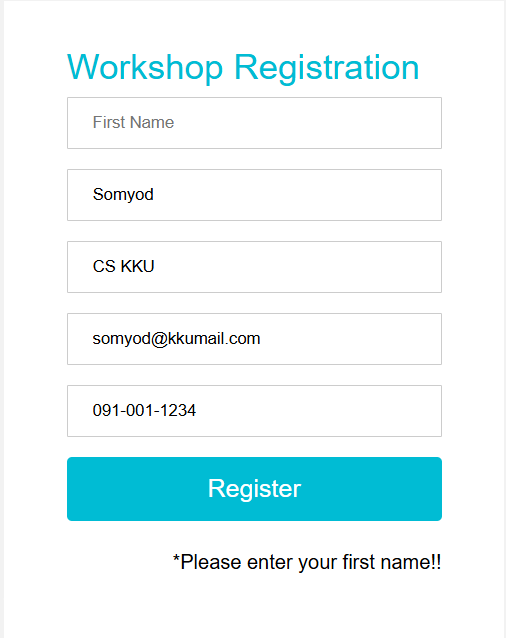 Workshop Registration
First Name
Somyod
CS KKU
somyod@kkumail.com
091-001-1234
Register
*Please enter your first name!!